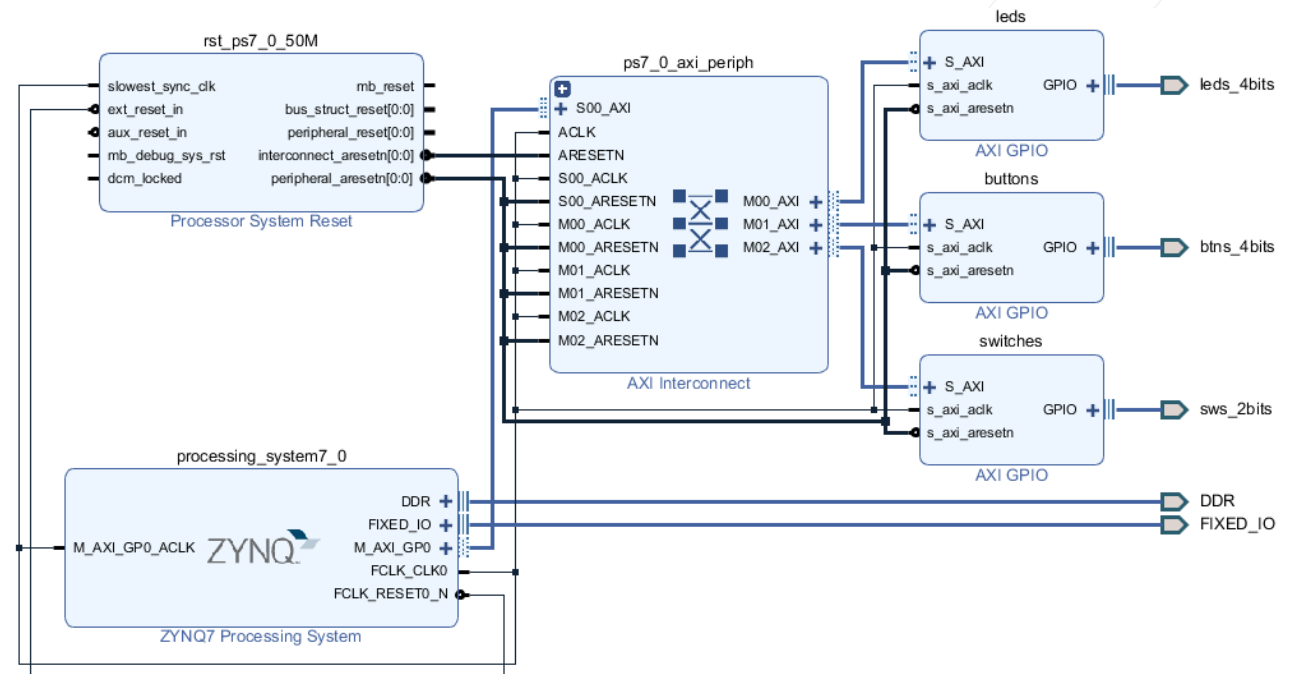 rst_ps7_0_50M
slowest_sync_clk
ext_reset_in
aux_reset_in
mb_debug_sys_rst
dcm_locked
mb_reset
bus_struct_reset[0:0]
peripheral_reset[0:0]
interconnect_aresetn[0:0]
peripheral_aresetn[0:0]
Processor System Reset
ps7_0_axi_periph
S00_AXI
ACLK
ARESETN
S00_ACLK
S00_ARESETN
M00_ACLK
M00_ARESETN
M01_ACLK
M01_ARESETN
M02_ACLK
M02_ARESETN
M00_AXI
M01_AXI
M02_AXI
AXI Interconnect
leds
S_AXI
s_axi_aclk
s_axi_aresetn
GPIO
AXI GPIO
leds_4bits
buttons
S_AXI
s_axi_aclk
s_axi_aresetn
GPIO
AXI GPIO
btns_4bits
switches
S_AXI
s_axi_aclk
s_axi_aresetn
GPIO
AXI GPIO
sws_2bits
processing_system7_0
M_AXI_GP0_ACLK
ZYNQ
DDR
FIXED_IO
M_AXI_GP0
FCLK_CLK0
FCLK_RESET0_N
ZYNQ7 Processing System
DDR
FIXED_IO